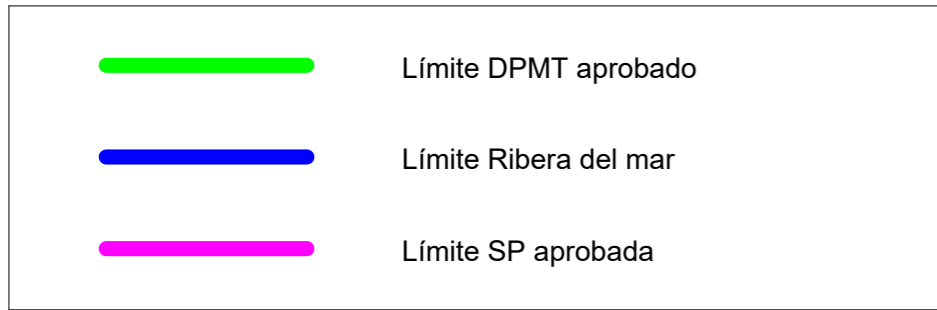 Límite DPMT aprobado
Límite Ribera del mar
Límite SP aprobada